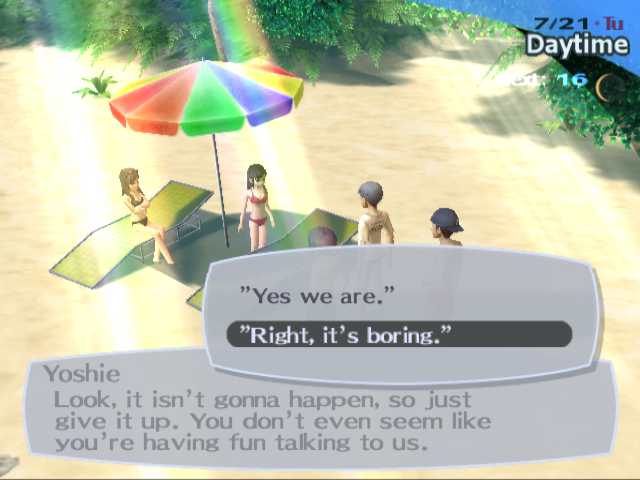 7/21 · Tu
Daytime
Next: 16
"Yes we are."
"Right, it's boring."
Yoshie
Look, it isn't gonna happen, so just
give it up. You don't even seem like
you're having fun talking to us.